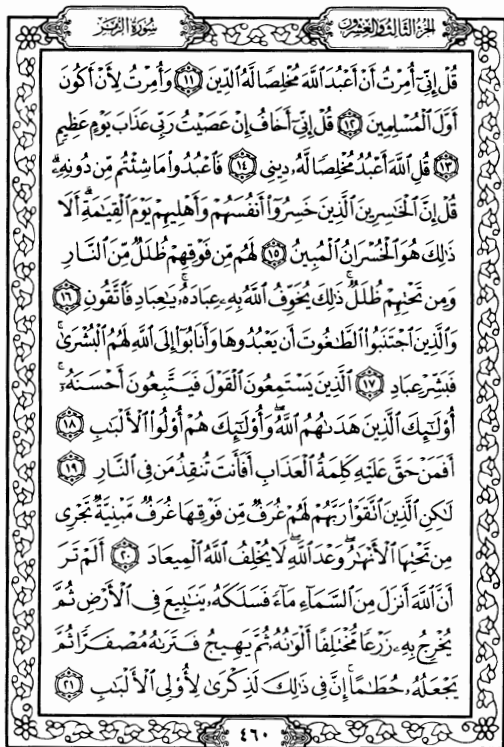 الجزء الثالث والعشرون
سورة الزمر
قُلْ إِنِّىٓ أُمِرْتُ أَنْ أَعْبُدَ ٱللَّهَ مُخْلِصًا لَّهُ ٱلدِّينَ ١١ وَأُمِرْتُ لِأَنْ أَكُونَ
أَوَّلَ ٱلْمُسْلِمِينَ ١٢ قُلْ إِنِّىٓ أَخَافُ إِنْ عَصَيْتُ رَبِّى عَذَابَ يَوْمٍ عَظِيمٍ
١٣ قُلِ ٱللَّهَ أَعْبُدُ مُخْلِصًا لَّهُۥ دِينِى ١٤ فَٱعْبُدُوا۟ مَا شِئْتُم مِّن دُونِهِۦۗ
قُلْ إِنَّ ٱلْخَٰسِرِينَ ٱلَّذِينَ خَسِرُوٓا۟ أَنفُسَهُمْ وَأَهْلِيهِمْ يَوْمَ ٱلْقِيَٰمَةِۗ أَلَا
ذَٰلِكَ هُوَ ٱلْخُسْرَانُ ٱلْمُبِينُ ١٥ لَهُم مِّن فَوْقِهِمْ ظُلَلٌ مِّنَ ٱلنَّارِ
وَمِن تَحْتِهِمْ ظُلَلٌۚ ذَٰلِكَ يُخَوِّفُ ٱللَّهُ بِهِۦ عِبَادَهُۥۚ يَٰعِبَادِ فَٱتَّقُونِ ١٦
وَٱلَّذِينَ ٱجْتَنَبُوا۟ ٱلطَّٰغُوتَ أَن يَعْبُدُوهَا وَأَنَابُوٓا۟ إِلَى ٱللَّهِ لَهُمُ ٱلْبُشْرَىٰۚ
فَبَشِّرْ عِبَادِ ١٧ ٱلَّذِينَ يَسْتَمِعُونَ ٱلْقَوْلَ فَيَتَّبِعُونَ أَحْسَنَهُۥٓۚ
أُو۟لَٰٓئِكَ ٱلَّذِينَ هَدَىٰهُمُ ٱللَّهُۖ وَأُو۟لَٰٓئِكَ هُمْ أُو۟لُوا۟ ٱلْأَلْبَٰبِ ١٨
أَفَمَنْ حَقَّ عَلَيْهِ كَلِمَةُ ٱلْعَذَابِ أَفَأَنتَ تُنقِذُ مَن فِى ٱلنَّارِ ١٩
لَٰكِنِ ٱلَّذِينَ ٱتَّقَوْا۟ رَبَّهُمْ لَهُمْ غُرَفٌ مِّن فَوْقِهَا غُرَفٌ مَّبْنِيَّةٌ تَجْرِى
مِن تَحْتِهَا ٱلْأَنْهَٰرُۖ وَعْدَ ٱللَّهِۖ لَا يُخْلِفُ ٱللَّهُ ٱلْمِيعَادَ ٢٠ أَلَمْ تَرَ
أَنَّ ٱللَّهَ أَنزَلَ مِنَ ٱلسَّمَآءِ مَآءً فَسَلَكَهُۥ يَنَٰبِيعَ فِى ٱلْأَرْضِ ثُمَّ
يُخْرِجُ بِهِۦ زَرْعًا مُّخْتَلِفًا أَلْوَٰنُهُۥ ثُمَّ يَهِيجُ فَتَرَىٰهُ مُصْفَرًّا ثُمَّ
يَجْعَلُهُۥ حُطَٰمًاۚ إِنَّ فِى ذَٰلِكَ لَذِكْرَىٰ لِأُو۟لِى ٱلْأَلْبَٰبِ ٢١
٤٦٠